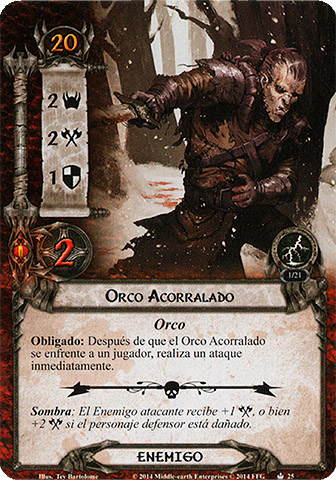 20
2
2
1
2
1/21
Orco Acorralado
Orco
Obligado: Después de que el Orco Acorralado
se enfrente a un jugador, realiza un ataque
inmediatamente.
Sombra: El Enemigo atacante recibe +1, o bien
+2 si el personaje defensor está dañado.
ENEMIGO
Illus. Tey Bartolome © 2014 Middle-earth Enterprises © 2014 FFG 25